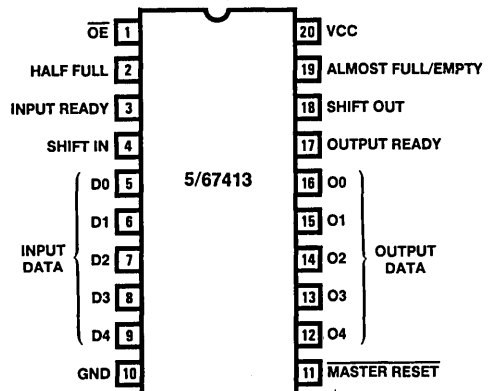 OE 1 20 VCC
HALF FULL 2 19 ALMOST FULL/EMPTY
INPUT READY 3 18 SHIFT OUT
SHIFT IN 4 17 OUTPUT READY
D0 5 5/67413 16 O0
D1 6 15 O1
INPUT DATA D2 7 14 O2 OUTPUT DATA
D3 8 13 O3
D4 9 12 O4
GND 10 11 MASTER RESET